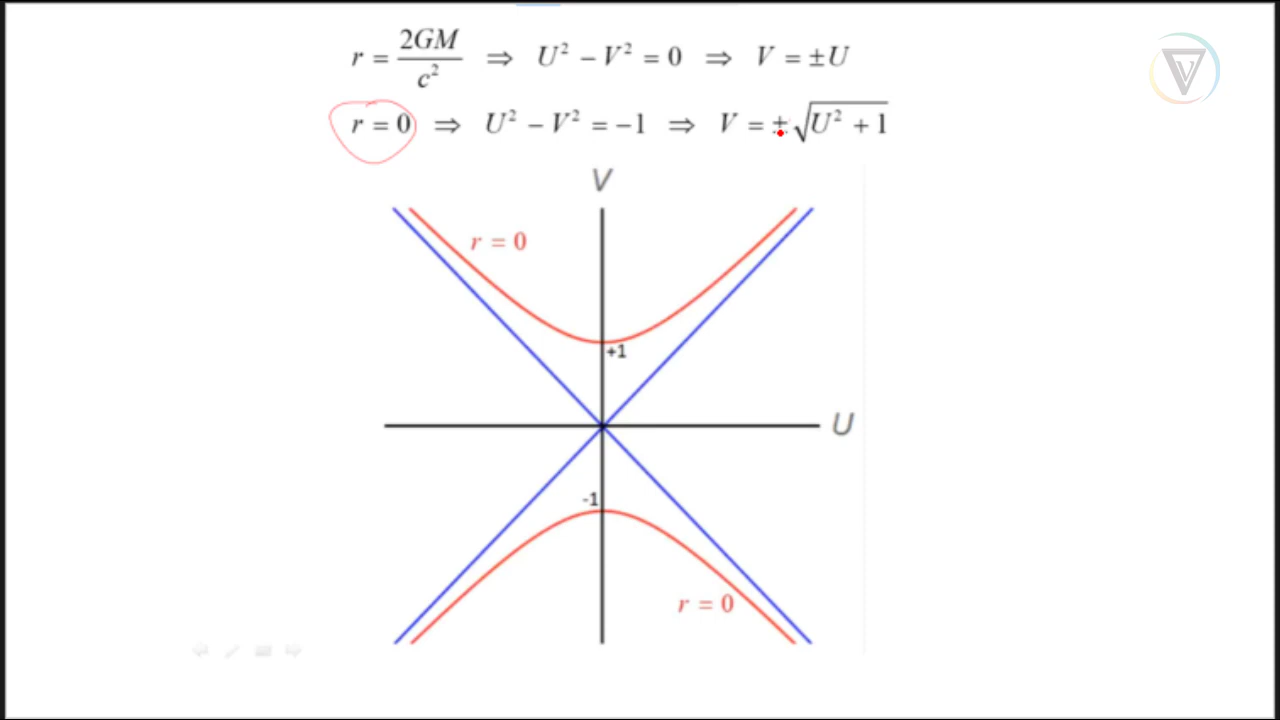 r = 2GM/c² ⇒ U² − V² = 0 ⇒ V = ±U
r = 0 ⇒ U² − V² = −1 ⇒ V = ±√(U² + 1)
V
r = 0
+1
U
-1
r = 0